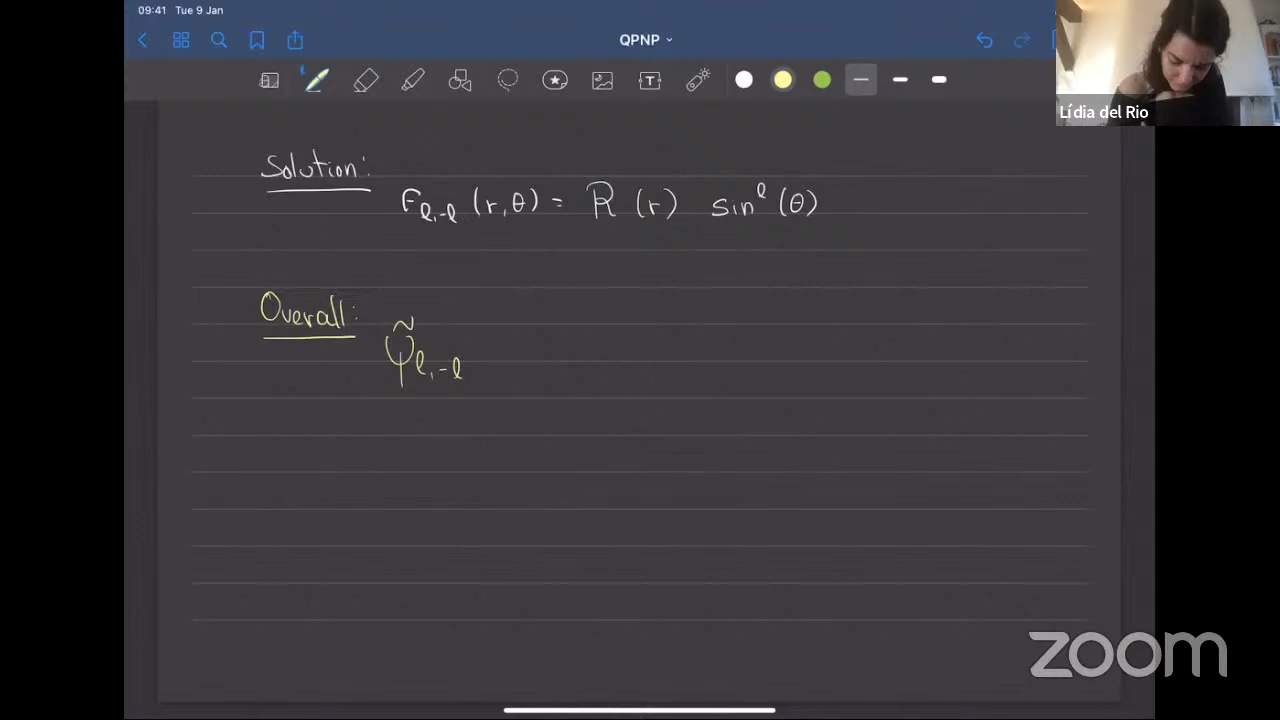 09:41 Tue 9 Jan
QPNP
Lídia del Rio
Solution:
F_{ℓ,-ℓ} (r, θ) = R (r) sin^ℓ (θ)
Overall:
ψ̃_{ℓ,-ℓ}
zoom